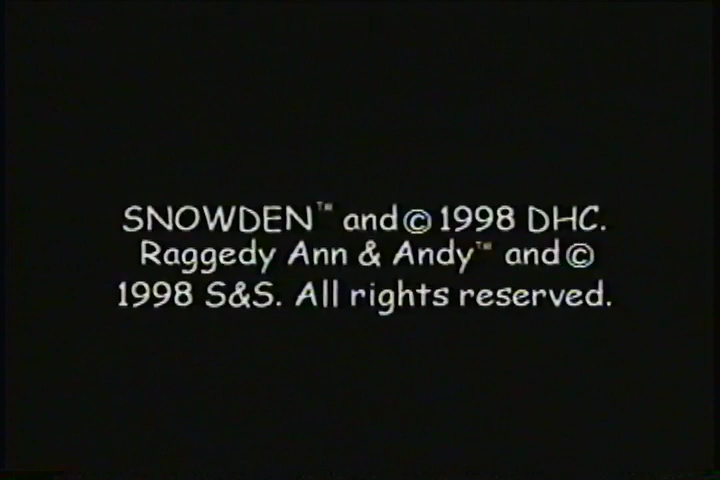 SNOWDEN™ and © 1998 DHC.
Raggedy Ann & Andy™ and ©
1998 S&S. All rights reserved.